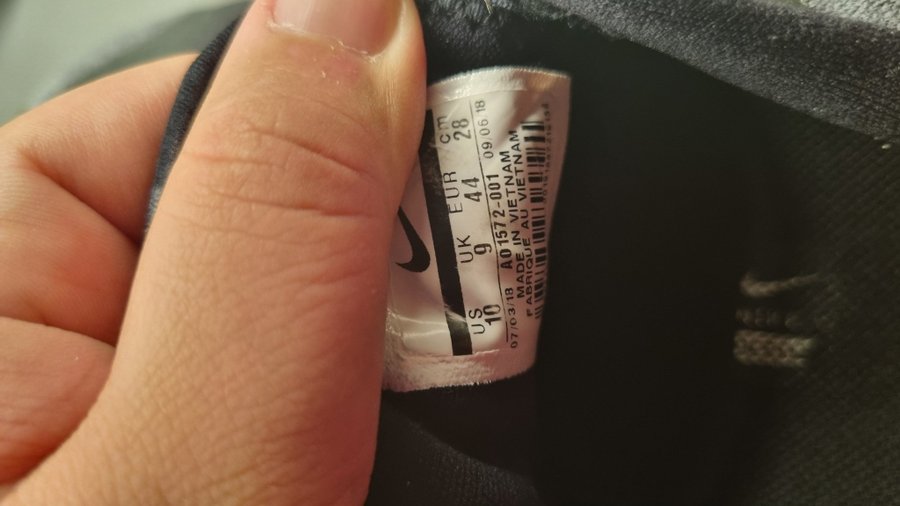 US UK EUR cm
10 9 44 28
07/03/18 AO1572-001 09/06 18
MADE IN VIETNAM
FABRIQUE AU VIETNAM